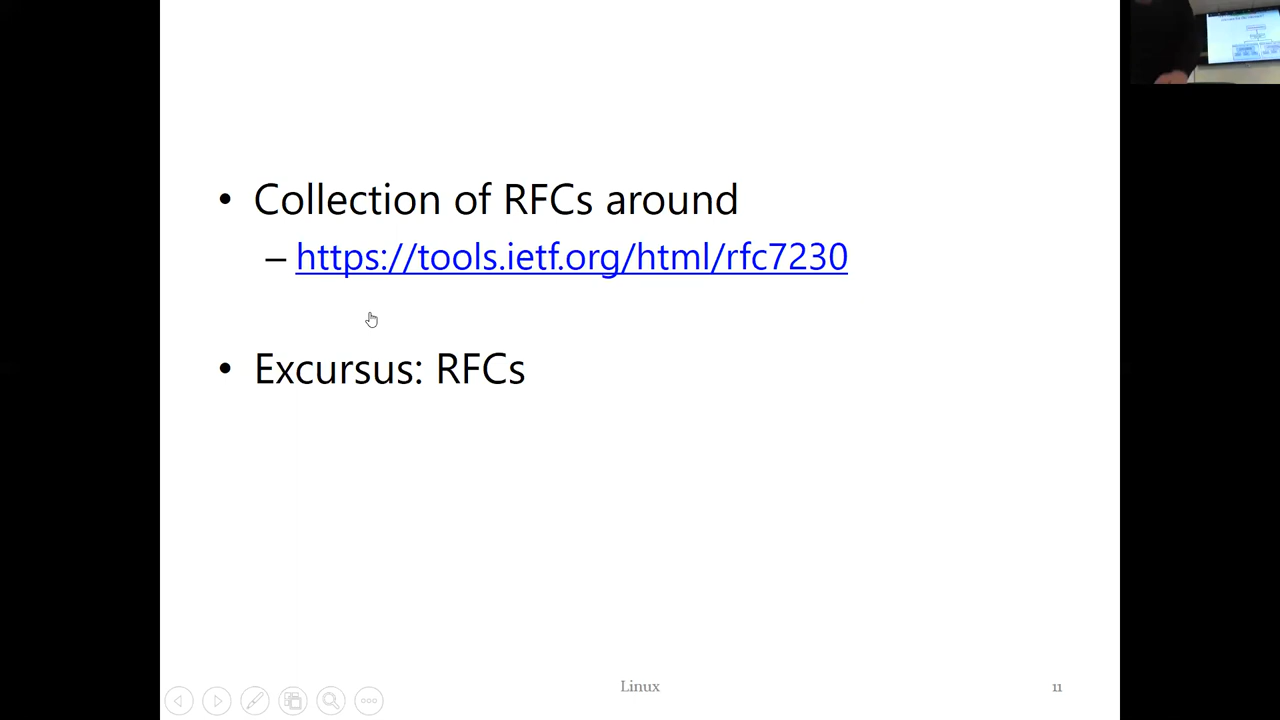 • Collection of RFCs around
– https://tools.ietf.org/html/rfc7230
• Excursus: RFCs
Linux
11